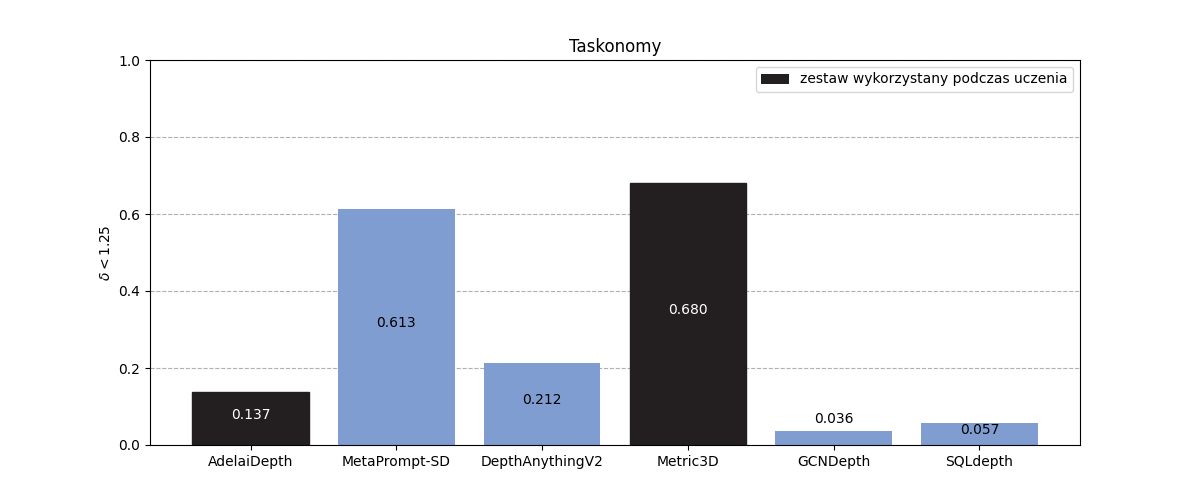 Taskonomy
zestaw wykorzystany podczas uczenia
1.0
0.8
0.6
0.4
0.2
0.0
δ < 1.25
0.137
0.613
0.212
0.680
0.036
0.057
AdelaiDepth
MetaPrompt-SD
DepthAnythingV2
Metric3D
GCNDepth
SQLdepth